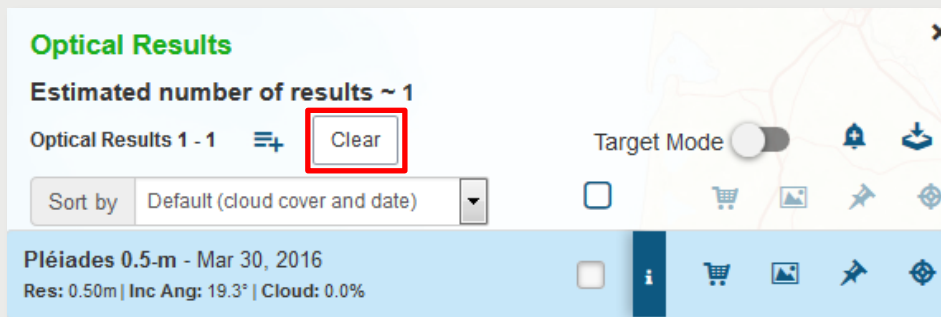 Optical Results
Estimated number of results ~ 1
Optical Results 1 - 1 Clear Target Mode
Sort by Default (cloud cover and date)
Pléiades 0.5-m - Mar 30, 2016
Res: 0.50m | Inc Ang: 19.3° | Cloud: 0.0%